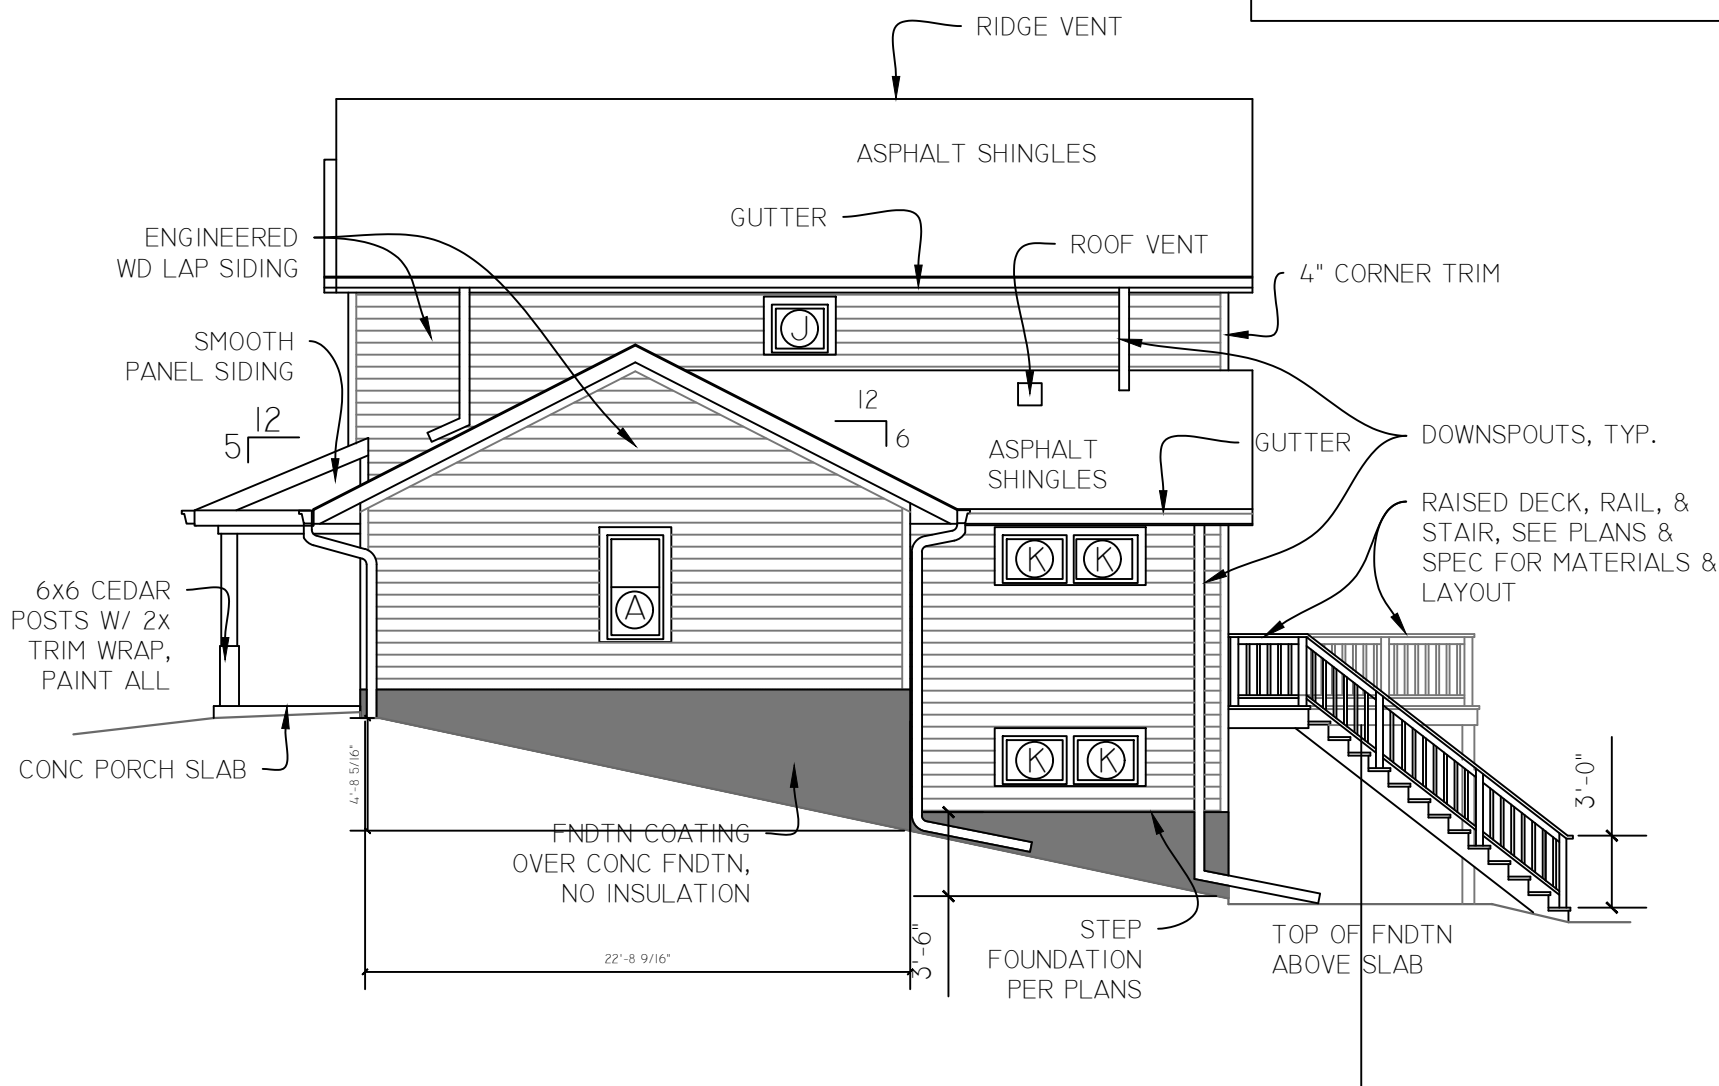 RIDGE VENT
ASPHALT SHINGLES
GUTTER
ROOF VENT
ENGINEERED
WD LAP SIDING
4" CORNER TRIM
J
SMOOTH
PANEL SIDING
12
5
12
6
ASPHALT
SHINGLES
GUTTER
DOWNSPOUTS, TYP.
RAISED DECK, RAIL, &
STAIR, SEE PLANS &
SPEC FOR MATERIALS &
LAYOUT
K K
A
6x6 CEDAR
POSTS W/ 2x
TRIM WRAP,
PAINT ALL
CONC PORCH SLAB
4'-8 5/16"
K K
3'-0"
FNDTN COATING
OVER CONC FNDTN,
NO INSULATION
22'-8 9/16"
3'-6"
STEP
FOUNDATION
PER PLANS
TOP OF FNDTN
ABOVE SLAB